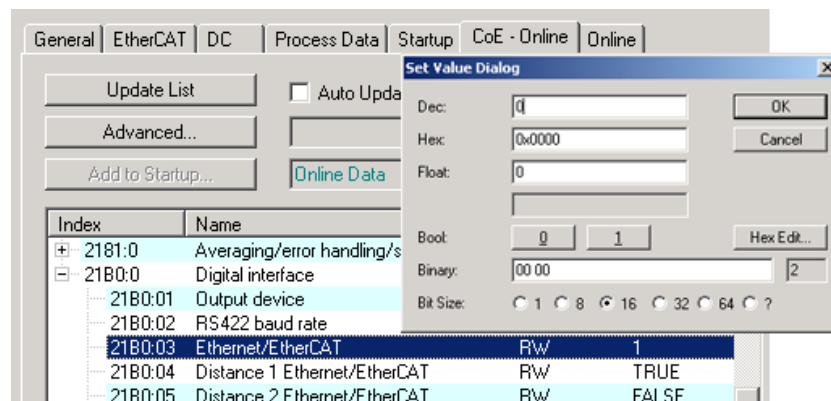 General EtherCAT DC Process Data Startup CoE - Online Online
Set Value Dialog
Update List
Auto Upda
Dec: 0 OK
Advanced...
Hex: 0x0000 Cancel
Add to Startup...
Online Data
Float: 0
Index Name
Bool: 0 1 Hex Edit...
2181:0 Averaging/error handling/s
21B0:0 Digital interface
Binary: 00 00 2
21B0:01 Output device
Bit Size: 1 8 16 32 64 ?
21B0:02 RS422 baud rate
21B0:03 Ethernet/EtherCAT RW 1
21B0:04 Distance 1 Ethernet/EtherCAT RW TRUE
21B0:05 Distance 2 Ethernet/EtherCAT RW FALSE